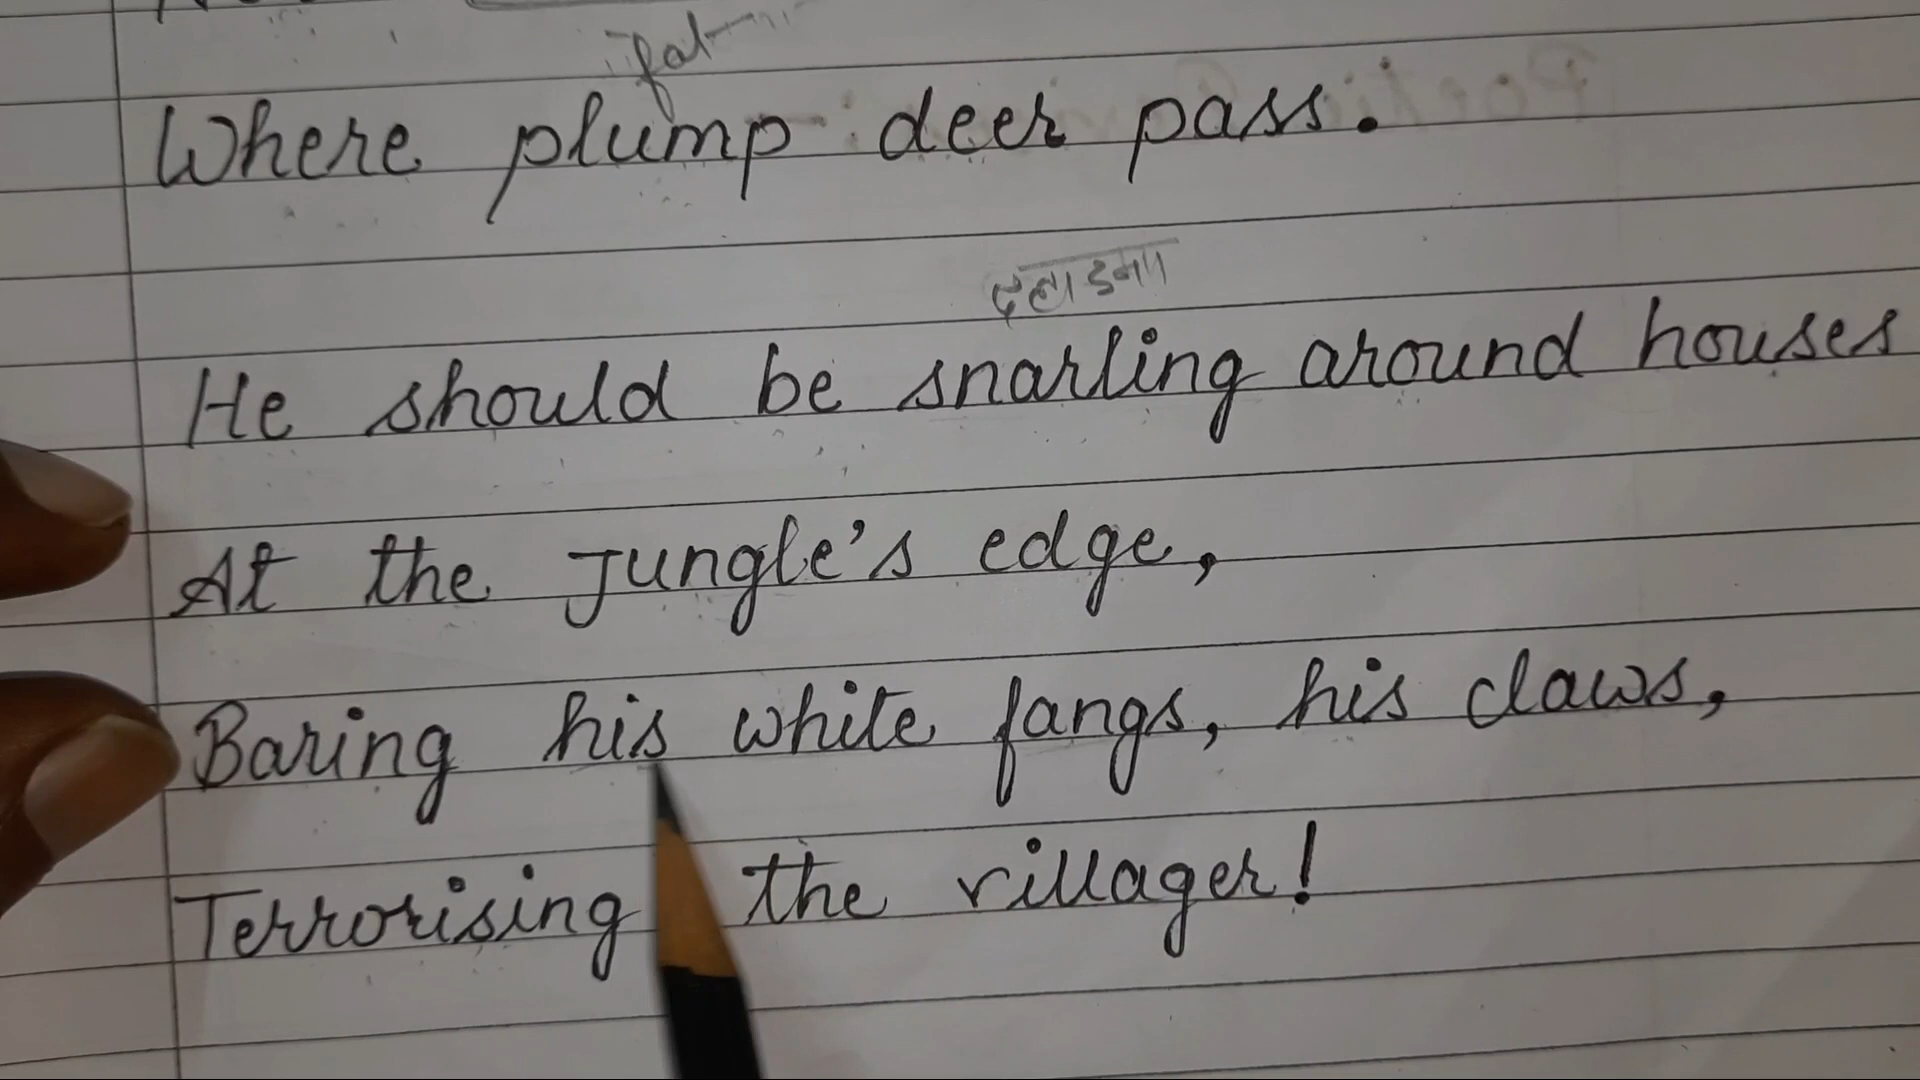 fat
Where plump deer pass.
दहाडना
He should be snarling around houses
At the Jungle's edge,
Baring his white fangs, his claws,
Terrorising the villager!